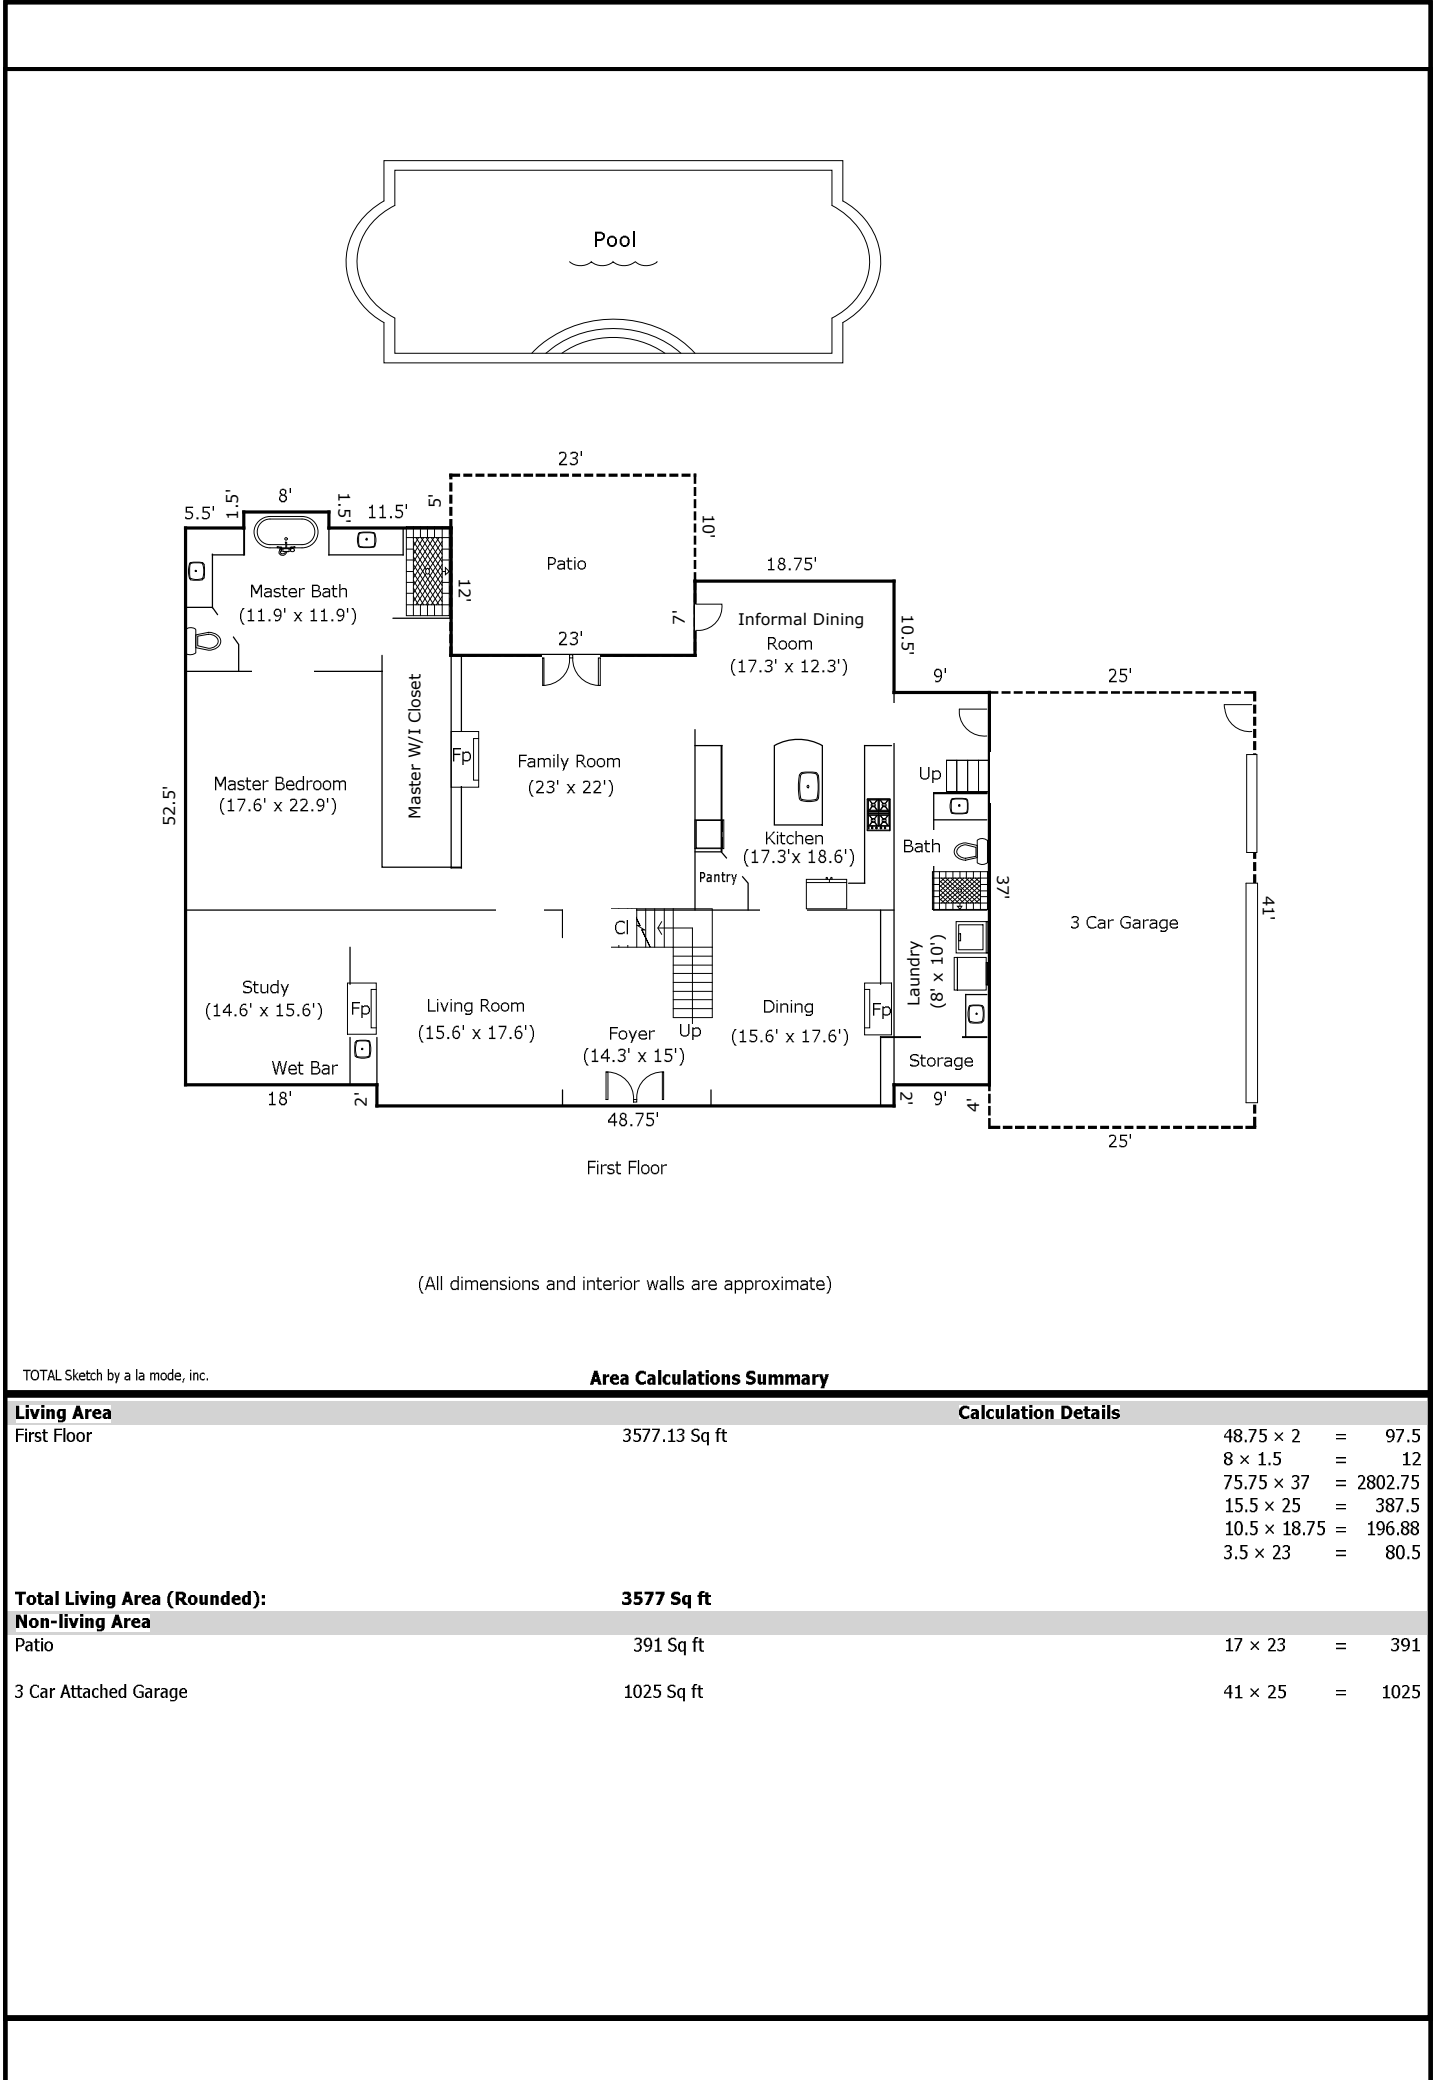 Pool
23'
5.5'
1.5'
8'
1.5'
11.5'
5'
10'
Patio
18.75'
Master Bath
(11.9' x 11.9')
12'
23'
7'
Informal Dining
Room
(17.3' x 12.3')
10.5'
9'
25'
Master W/I Closet
Fp
Family Room
(23' x 22')
Up
Master Bedroom
(17.6' x 22.9')
52.5'
Kitchen
(17.3'x 18.6')
Bath
Pantry
37'
41'
3 Car Garage
Cl
Laundry
(8' x 10')
Study
(14.6' x 15.6')
Fp
Living Room
(15.6' x 17.6')
Foyer
(14.3' x 15')
Up
Dining
(15.6' x 17.6')
Fp
Wet Bar
Storage
18'
2'
48.75'
2'
9'
4'
25'
First Floor
(All dimensions and interior walls are approximate)
TOTAL Sketch by a la mode, inc.
Area Calculations Summary
Living Area Calculation Details
First Floor 3577.13 Sq ft 48.75 × 2 = 97.5
8 × 1.5 = 12
75.75 × 37 = 2802.75
15.5 × 25 = 387.5
10.5 × 18.75 = 196.88
3.5 × 23 = 80.5
Total Living Area (Rounded): 3577 Sq ft
Non-living Area
Patio 391 Sq ft 17 × 23 = 391
3 Car Attached Garage 1025 Sq ft 41 × 25 = 1025